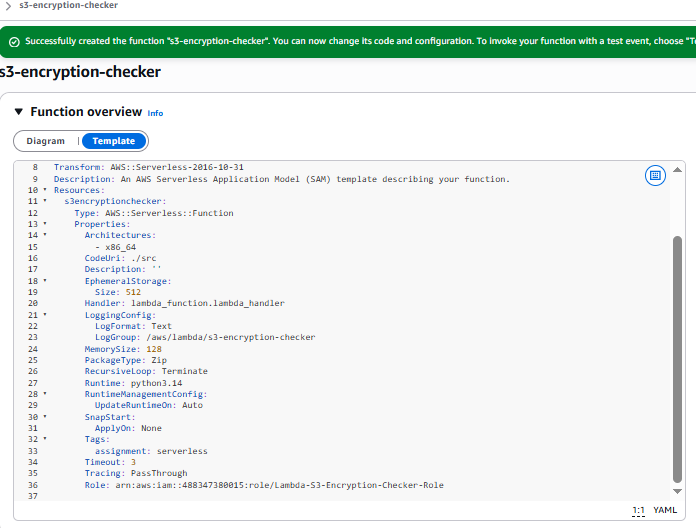 s3-encryption-checker
Successfully created the function "s3-encryption-checker". You can now change its code and configuration. To invoke your function with a test event, choose "T
s3-encryption-checker
Function overview Info
Diagram | Template
8 Transform: AWS::Serverless-2016-10-31
9 Description: An AWS Serverless Application Model (SAM) template describing your function.
10 Resources:
11 s3encryptionchecker:
12 Type: AWS::Serverless::Function
13 Properties:
14 Architectures:
15 - x86_64
16 CodeUri: ./src
17 Description: ''
18 EphemeralStorage:
19 Size: 512
20 Handler: lambda_function.lambda_handler
21 LoggingConfig:
22 LogFormat: Text
23 LogGroup: /aws/lambda/s3-encryption-checker
24 MemorySize: 128
25 PackageType: Zip
26 RecursiveLoop: Terminate
27 Runtime: python3.14
28 RuntimeManagementConfig:
29 UpdateRuntimeOn: Auto
30 SnapStart:
31 ApplyOn: None
32 Tags:
33 assignment: serverless
34 Timeout: 3
35 Tracing: PassThrough
36 Role: arn:aws:iam::488347380015:role/Lambda-S3-Encryption-Checker-Role
37
1:1 YAML